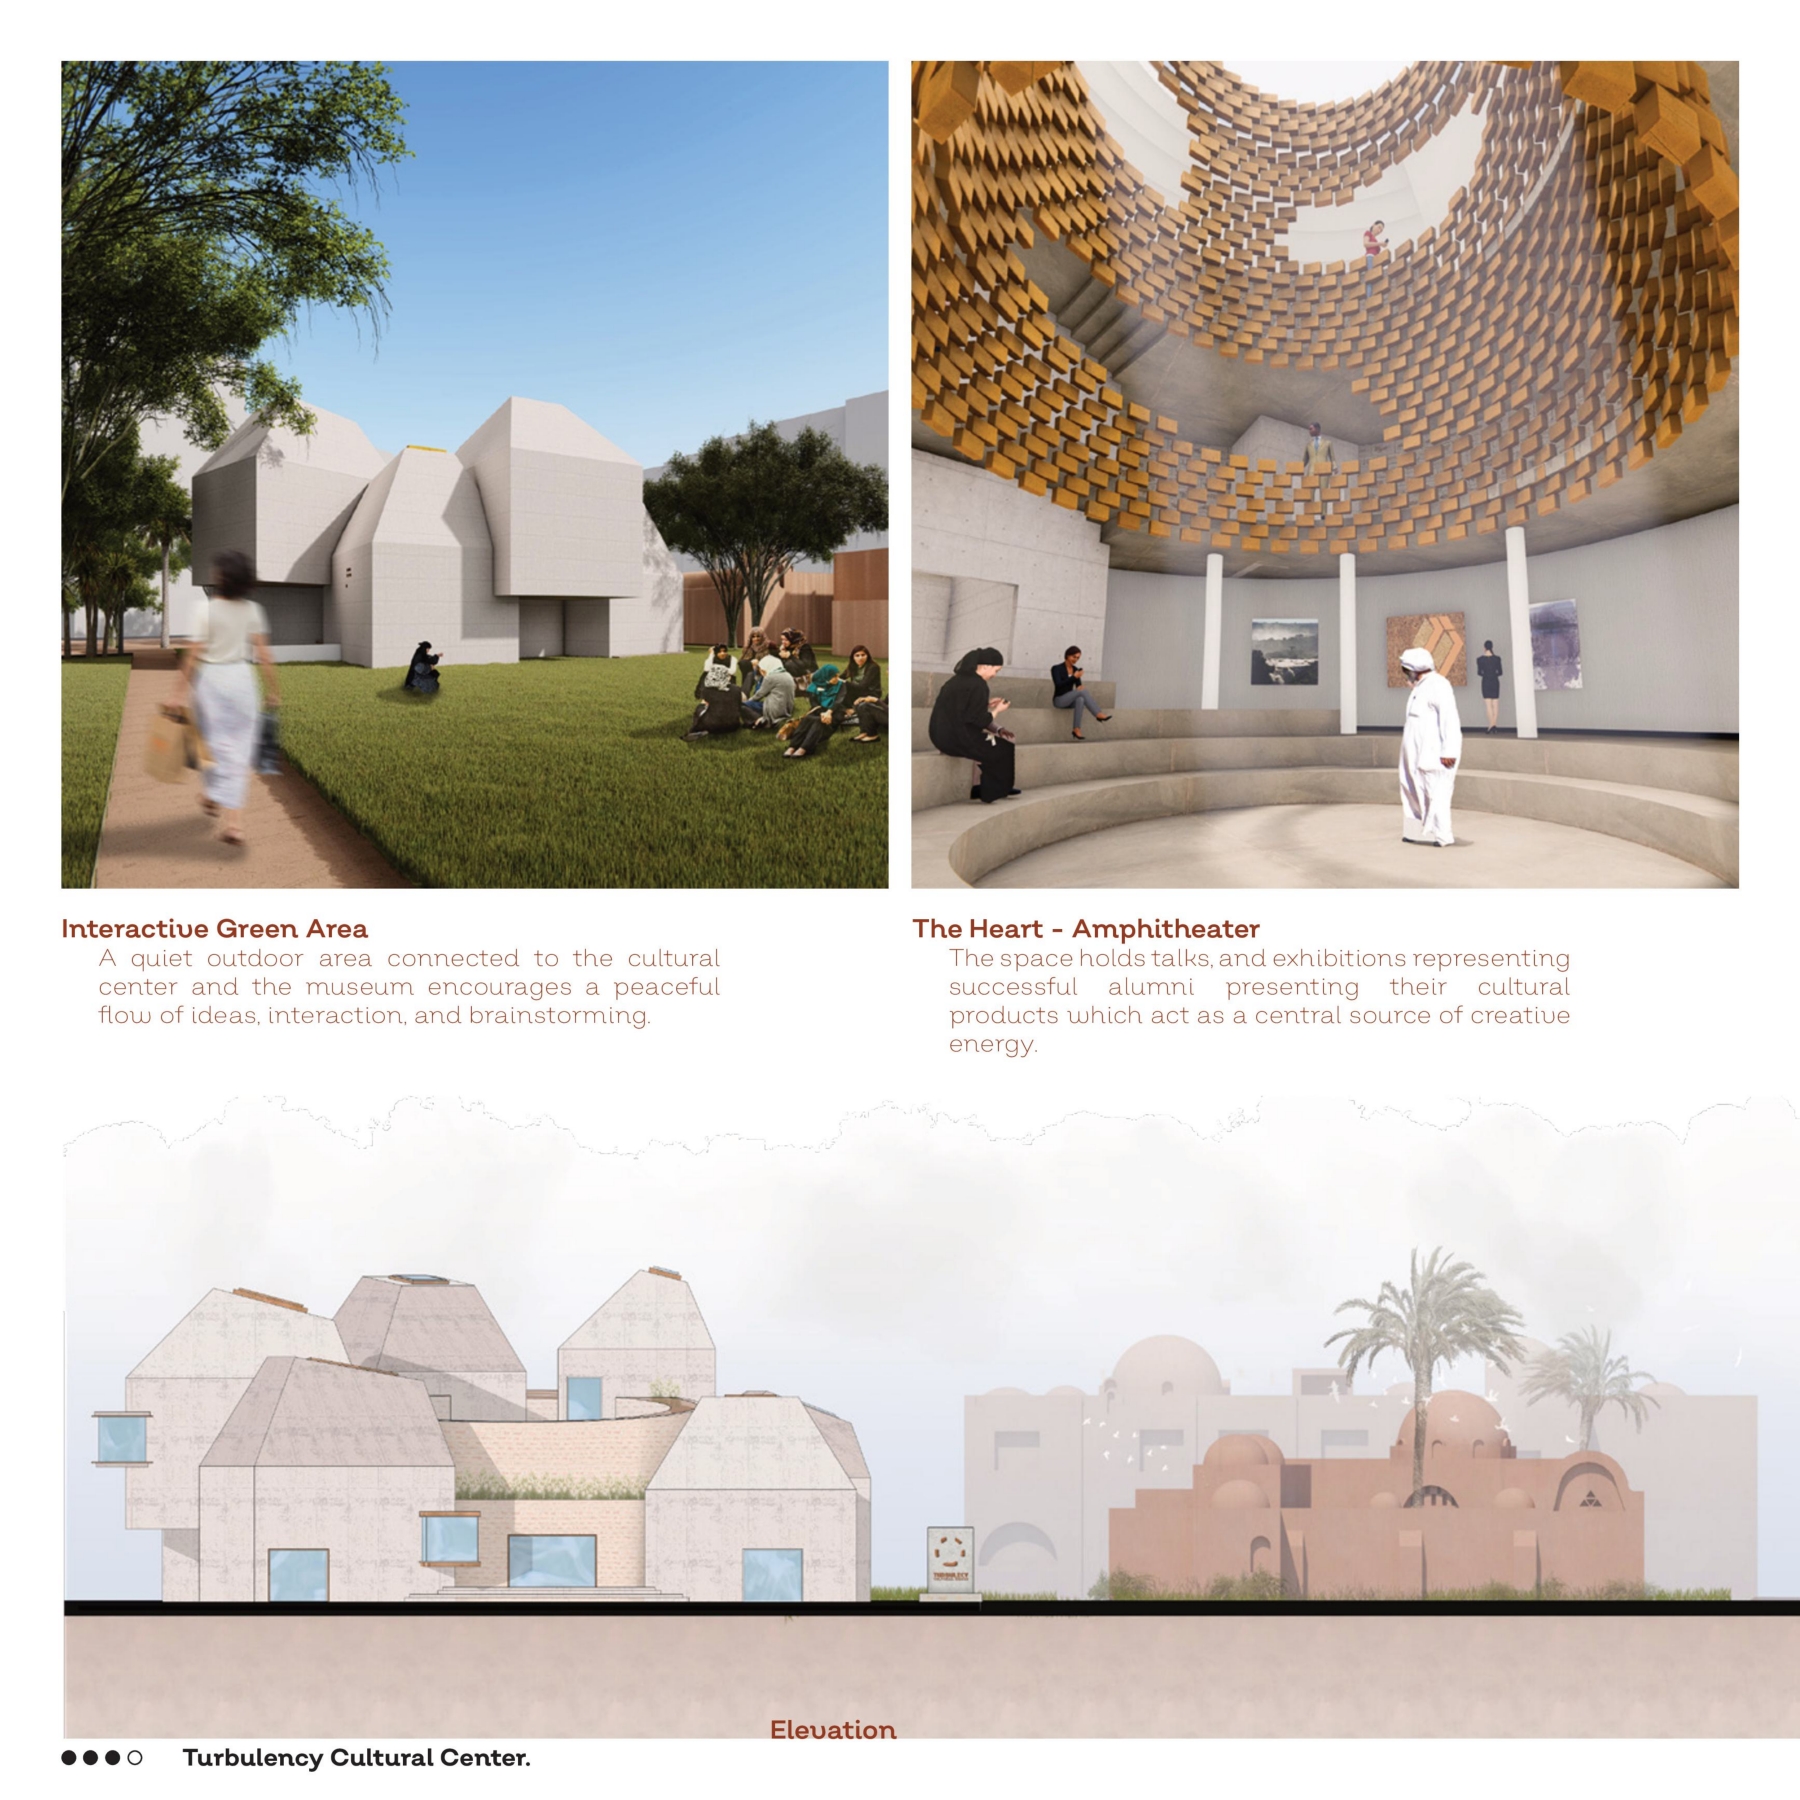 Interactive Green Area
A quiet outdoor area connected to the cultural
center and the museum encourages a peaceful
flow of ideas, interaction, and brainstorming.
The Heart - Amphitheater
The space holds talks, and exhibitions representing
successful alumni presenting their cultural
products which act as a central source of creative
energy.
TURBULECY
Elevation
Turbulency Cultural Center.